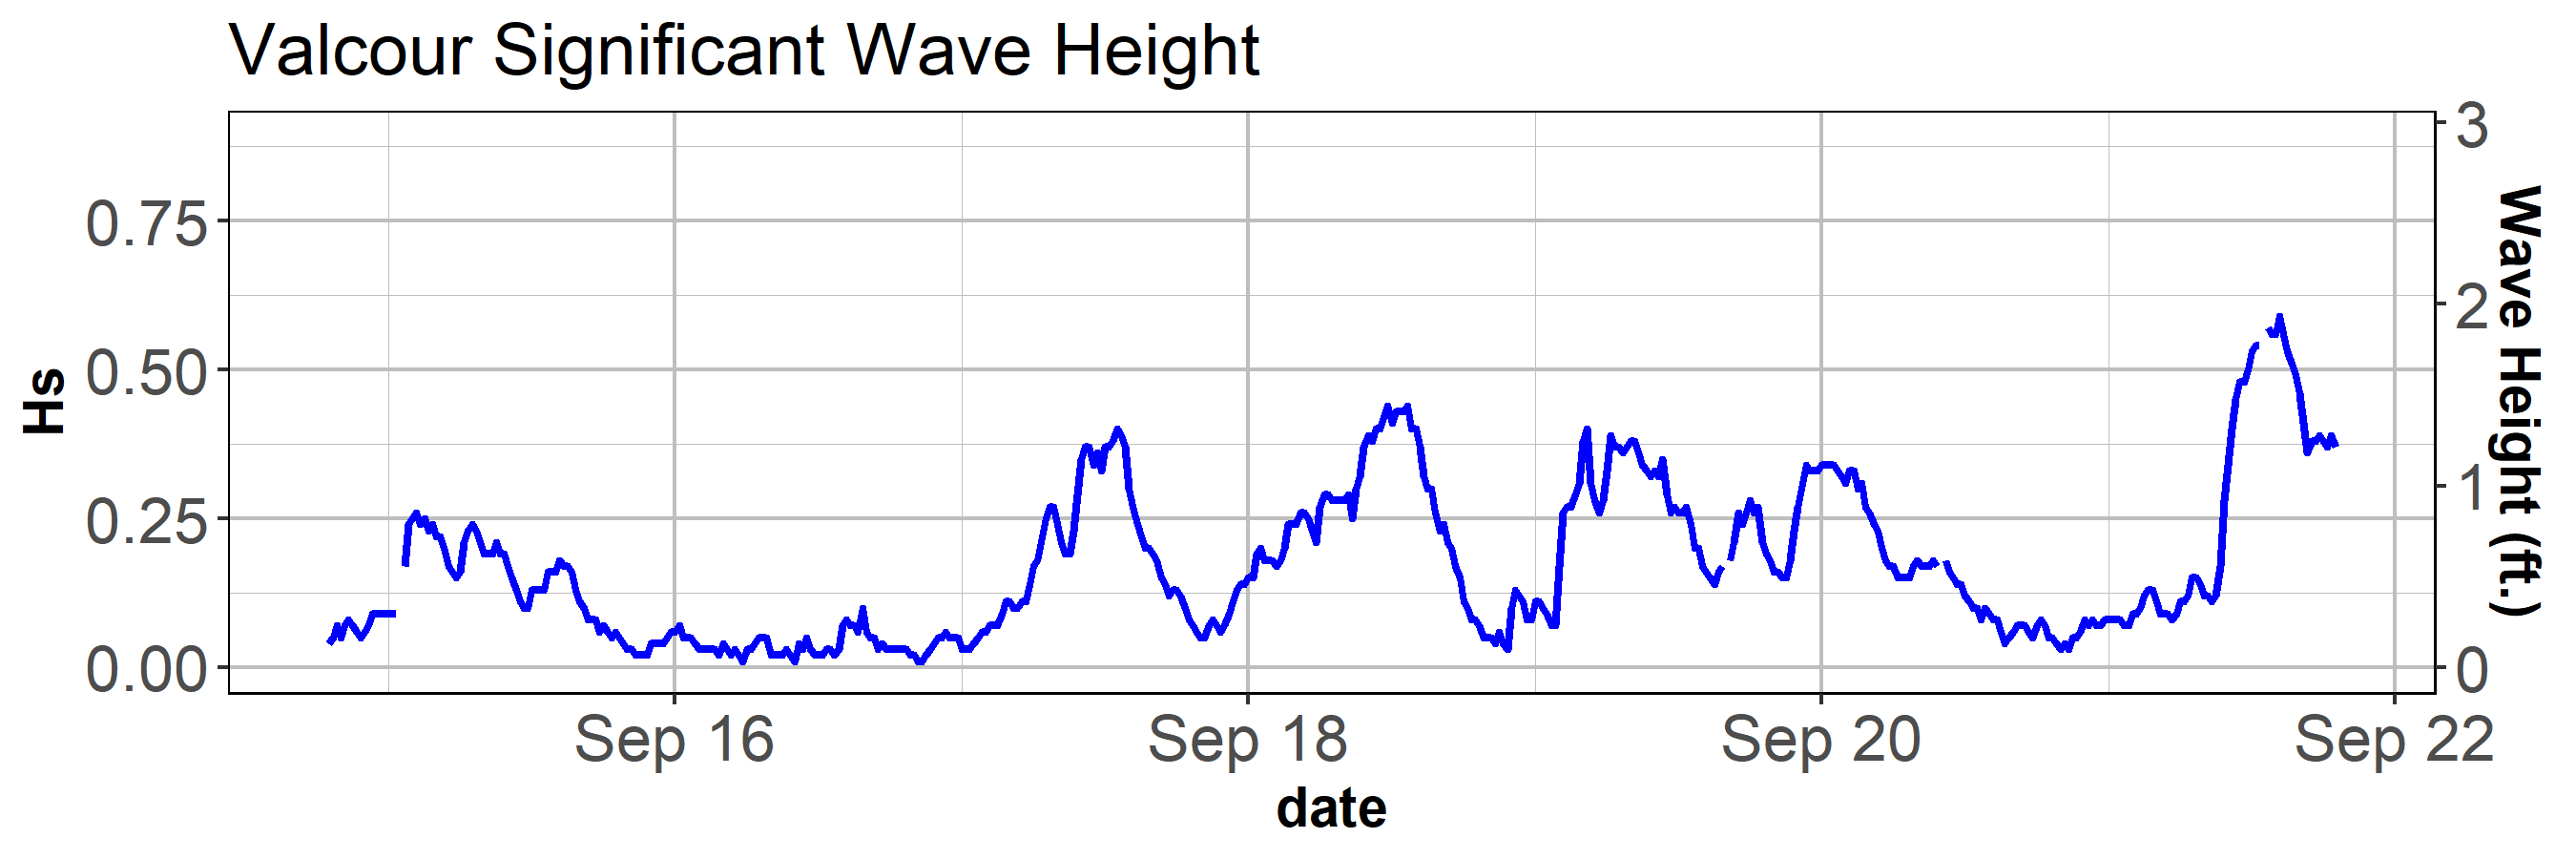 Valcour Significant Wave Height
Hs
0.75
0.50
0.25
0.00
3
2
1
0
Wave Height (ft.)
Sep 16 Sep 18 Sep 20 Sep 22
date